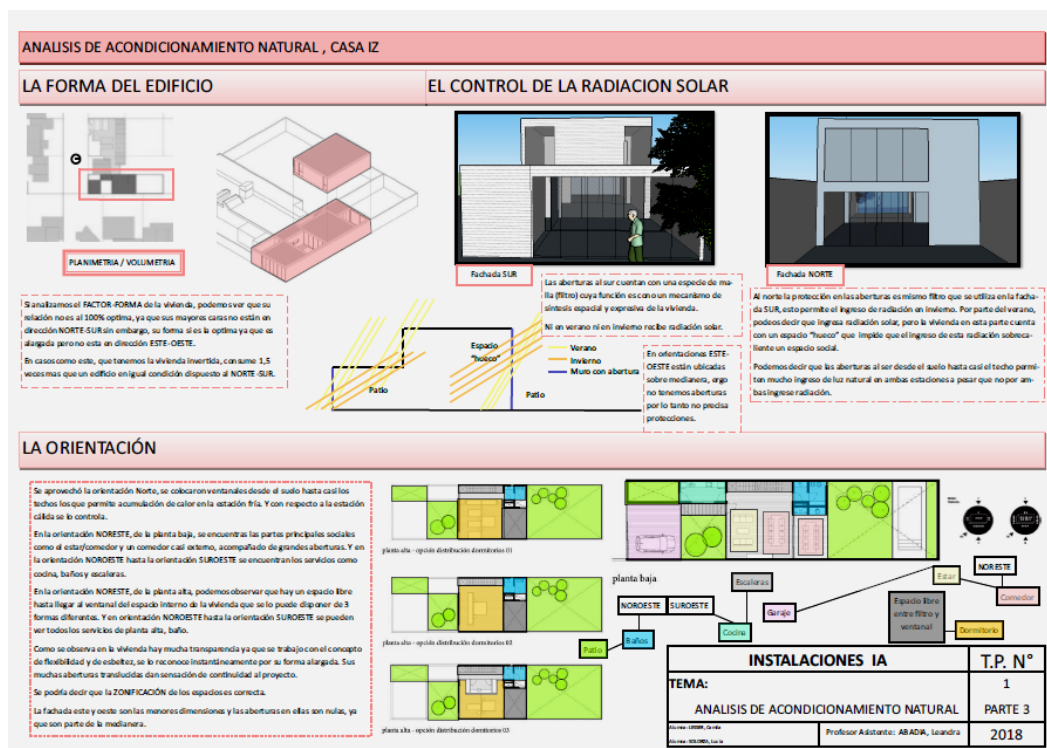 ANALISIS DE ACONDICIONAMIENTO NATURAL , CASA IZ
LA FORMA DEL EDIFICIO
EL CONTROL DE LA RADIACION SOLAR
PLANIMETRIA / VOLUMETRIA
Si analizamos el FACTOR-FORMA de la vivienda, podemos ver que su
relación no es al 100% optima, ya que sus mayores caras no están en
dirección NORTE-SUR sin embargo, su forma si es la optima ya que es
alargada pero no esta en dirección ESTE-OESTE.
En casos como este, que tenemos la vivienda invertida, consume 1,5
veces mas que un edificio en igual condición dispuesto al NORTE-SUR.
Fachada SUR
Las aberturas al sur cuentan con una especie de ma-
lla (filtro) cuya función es cono un mecanismo de
síntesis espacial y expresiva de la vivienda.
Ni en verano ni en invierno recibe radiación solar.
Fachada NORTE
Al norte la protección en las aberturas es mismo filtro que se utiliza en la facha-
da SUR, esto permite el ingreso de radiación en invierno. Por parte del verano,
podeos decir que ingresa radiación solar, pero la vivienda en esta parte cuenta
con un espacio "hueco" que impide que el ingreso de esta radiación sobreca-
liente un espacio social.
Podemos decir que las aberturas al ser desde el suelo hasta casi el techo permi-
ten mucho ingreso de luz natural en ambas estaciones a pesar que no por am-
bas ingrese radiación.
Espacio
"hueco"
Patio
Patio
Verano
Invierno
Muro con abertura
En orientaciones ESTE-
OESTE están ubicadas
sobre medianera, ergo
no tenemos aberturas
por lo tanto no precisa
protecciones.
LA ORIENTACIÓN
Se aprovechó la orientación Norte, se colocaron ventanales desde el suelo hasta casi los
techos los que permite acumulación de calor en la estación fría. Y con respecto a la estación
cálida se lo controla.
En la orientación NORESTE, de la planta baja, se encuentras las partes principales sociales
como al estar/comedor y un comedor casi externo, acompañado de grandes aberturas. Y en
la orientación NOROESTE hasta la orientación SUROESTE se encuentran los servicios como
cocina, baños y escaleras.
En la orientación NORESTE, de la planta alta, podemos observar que hay un espacio libre
hasta llegar al ventanal del espacio interno de la vivienda que se lo puede disponer de 3
formas diferentes. Y en orientación NOROESTE hasta la orientación SUROESTE se pueden
ver todos los servicios de planta alta, baño.
Como se observa en la vivienda hay mucha transparencia ya que se trabajo con el concepto
de flexibilidad y de esbeltez, se lo reconoce instantáneamente por su forma alargada. Sus
muchas aberturas translucidas dan sensación de continuidad al proyecto.
Se podría decir que la ZONIFICACIÓN de los espacios es correcta.
La fachada este y oeste son las menores dimensiones y las aberturas en ellas son nulas, ya
que son parte de la medianera.
planta alta - opción distribución dormitorios 01
planta alta - opción distribución dormitorios 02
planta alta - opción distribución dormitorios 03
planta baja
NOROESTE
SUROESTE
Escaleras
Garaje
Estar
NORESTE
Comedor
Espacio libre
entre filtro y
ventanal
Dormitorio
Patio
Baños
Cocina
INSTALACIONES IA
T.P. N°
TEMA:
1
ANALISIS DE ACONDICIONAMIENTO NATURAL
PARTE 3
Profesor Asistente: ABADIA, Leandra
2018